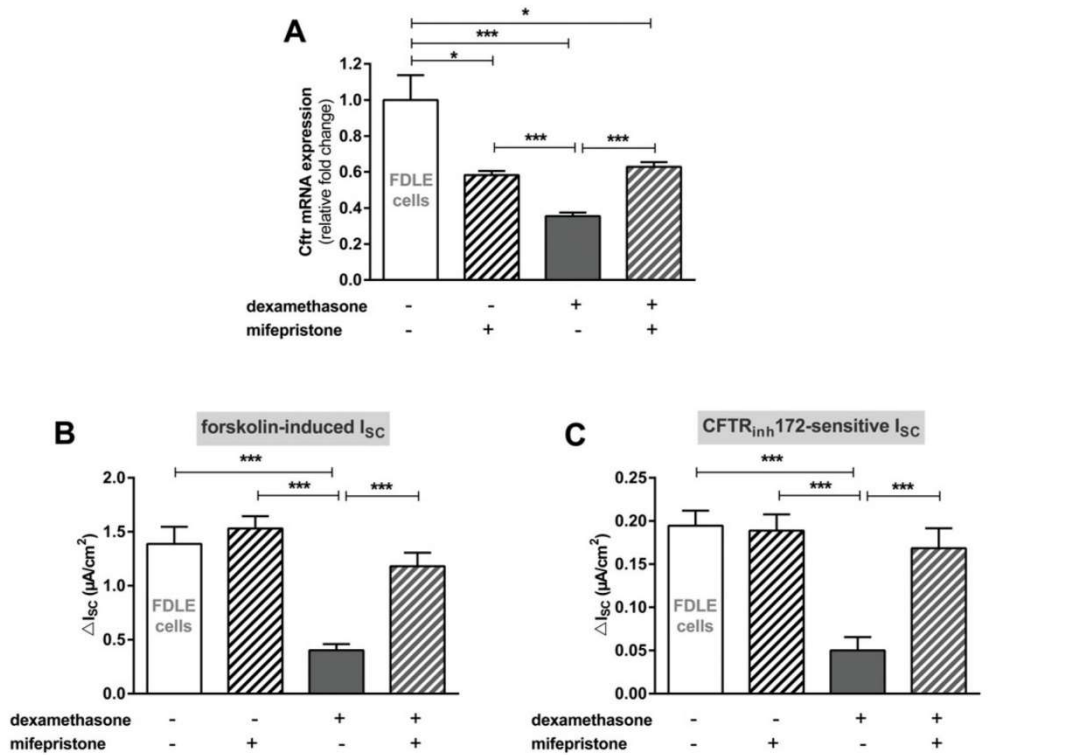 A
*
***
*
***
***
Cftr mRNA expression
(relative fold change)
1.2
1.0
0.8
0.6
0.4
0.2
0.0
FDLE
cells
dexamethasone - - + +
mifepristone - + - +
B
forskolin-induced ISC
***
***
***
△ISC (µA/cm2)
2.0
1.5
1.0
0.5
0.0
FDLE
cells
dexamethasone - - + +
mifepristone - + - +
C
CFTRinh172-sensitive ISC
***
***
***
△ISC (µA/cm2)
0.25
0.20
0.15
0.10
0.05
0.00
FDLE
cells
dexamethasone - - + +
mifepristone - + - +